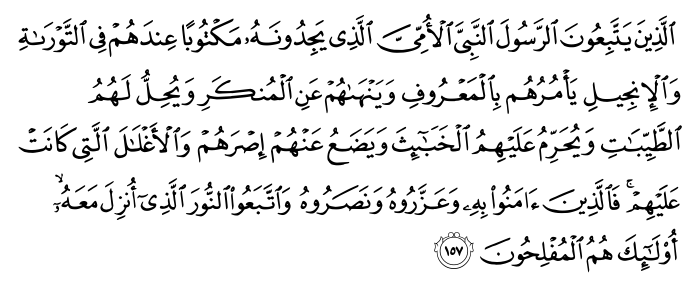 ٱلَّذِينَ يَتَّبِعُونَ ٱلرَّسُولَ ٱلنَّبِىَّ ٱلْأُمِّىَّ ٱلَّذِى يَجِدُونَهُۥ مَكْتُوبًا عِندَهُمْ فِى ٱلتَّوْرَىٰةِ
وَٱلْإِنجِيلِ يَأْمُرُهُم بِٱلْمَعْرُوفِ وَيَنْهَىٰهُمْ عَنِ ٱلْمُنكَرِ وَيُحِلُّ لَهُمُ
ٱلطَّيِّبَٰتِ وَيُحَرِّمُ عَلَيْهِمُ ٱلْخَبَٰٓئِثَ وَيَضَعُ عَنْهُمْ إِصْرَهُمْ وَٱلْأَغْلَٰلَ ٱلَّتِى كَانَتْ
عَلَيْهِمْ ۚ فَٱلَّذِينَ ءَامَنُوا۟ بِهِۦ وَعَزَّرُوهُ وَنَصَرُوهُ وَٱتَّبَعُوا۟ ٱلنُّورَ ٱلَّذِىٓ أُنزِلَ مَعَهُۥٓ ۙ
أُو۟لَٰٓئِكَ هُمُ ٱلْمُفْلِحُونَ ١٥٧